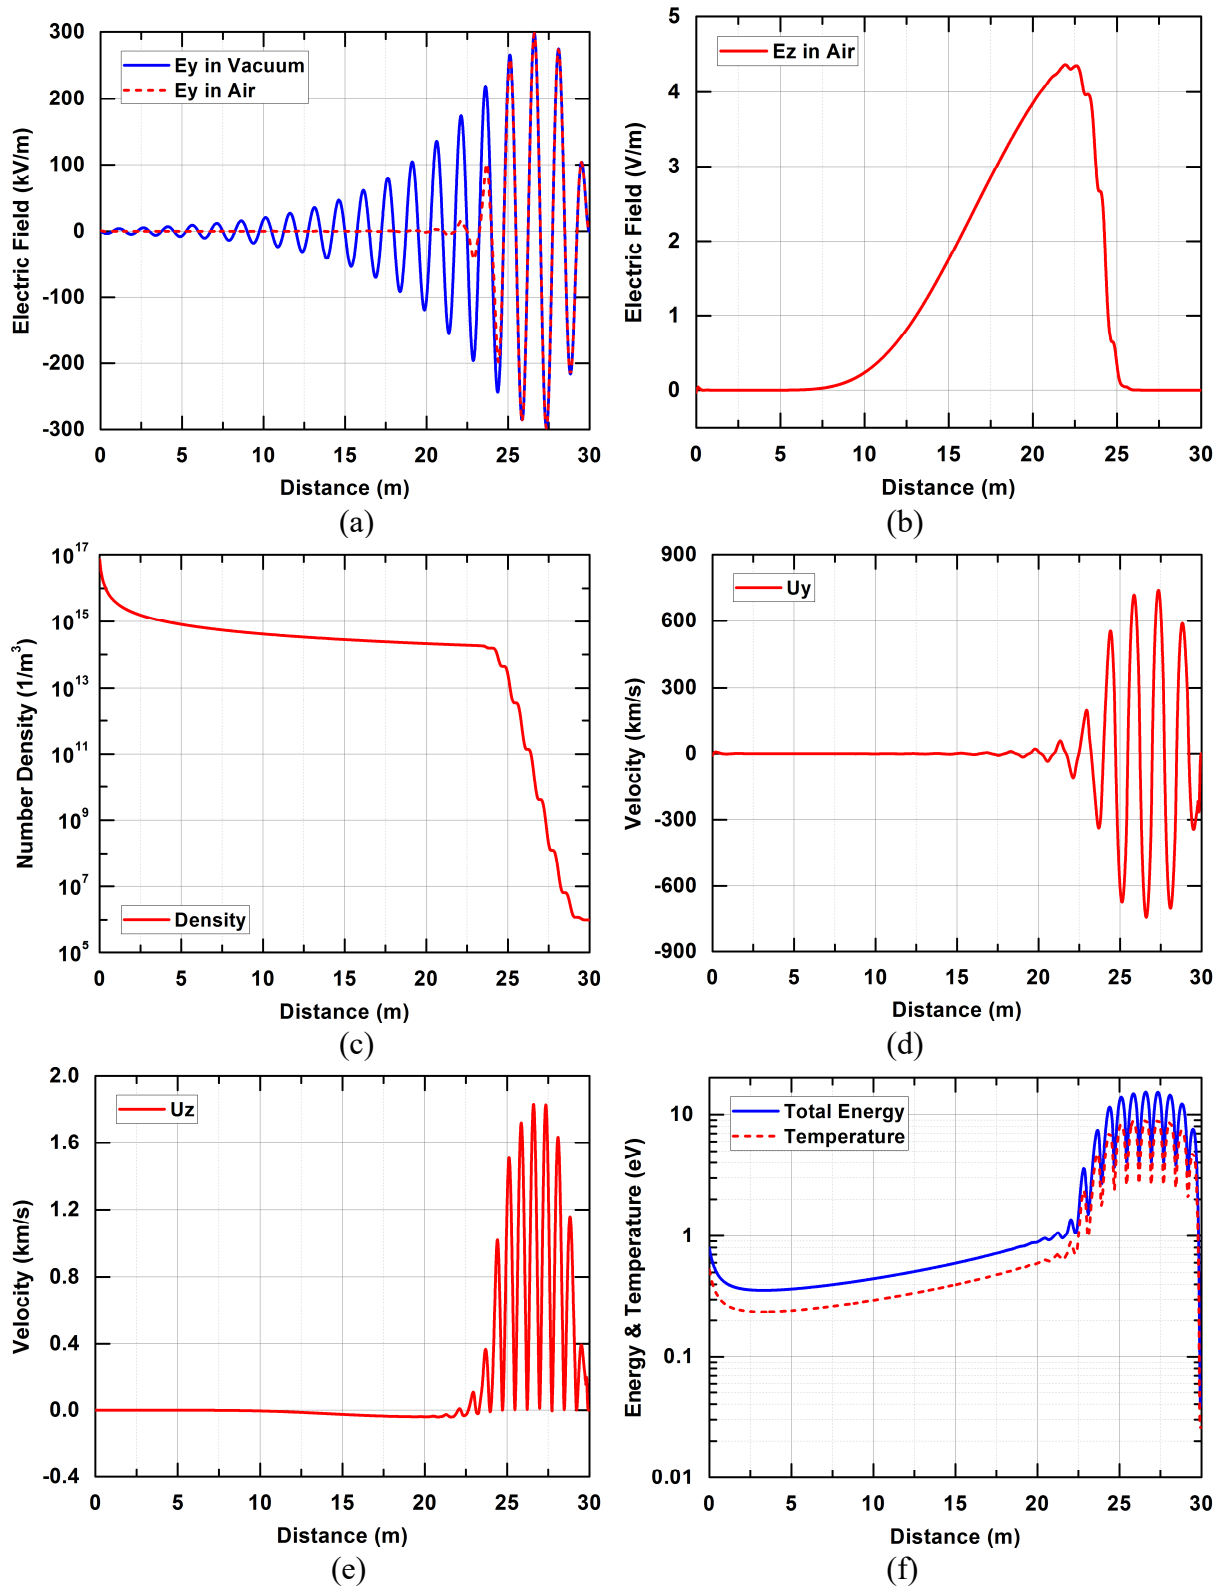 300
200
100
0
-100
-200
-300
Electric Field (kV/m)
Ey in Vacuum
Ey in Air
0 5 10 15 20 25 30
Distance (m)
(a)
5
4
3
2
1
0
Electric Field (V/m)
Ez in Air
0 5 10 15 20 25 30
Distance (m)
(b)
10^17
10^15
10^13
10^11
10^9
10^7
10^5
Number Density (1/m^3)
Density
0 5 10 15 20 25 30
Distance (m)
(c)
900
600
300
0
-300
-600
-900
Velocity (km/s)
Uy
0 5 10 15 20 25 30
Distance (m)
(d)
2.0
1.6
1.2
0.8
0.4
0.0
-0.4
Velocity (km/s)
Uz
0 5 10 15 20 25 30
Distance (m)
(e)
10
1
0.1
0.01
Energy & Temperature (eV)
Total Energy
Temperature
0 5 10 15 20 25 30
Distance (m)
(f)